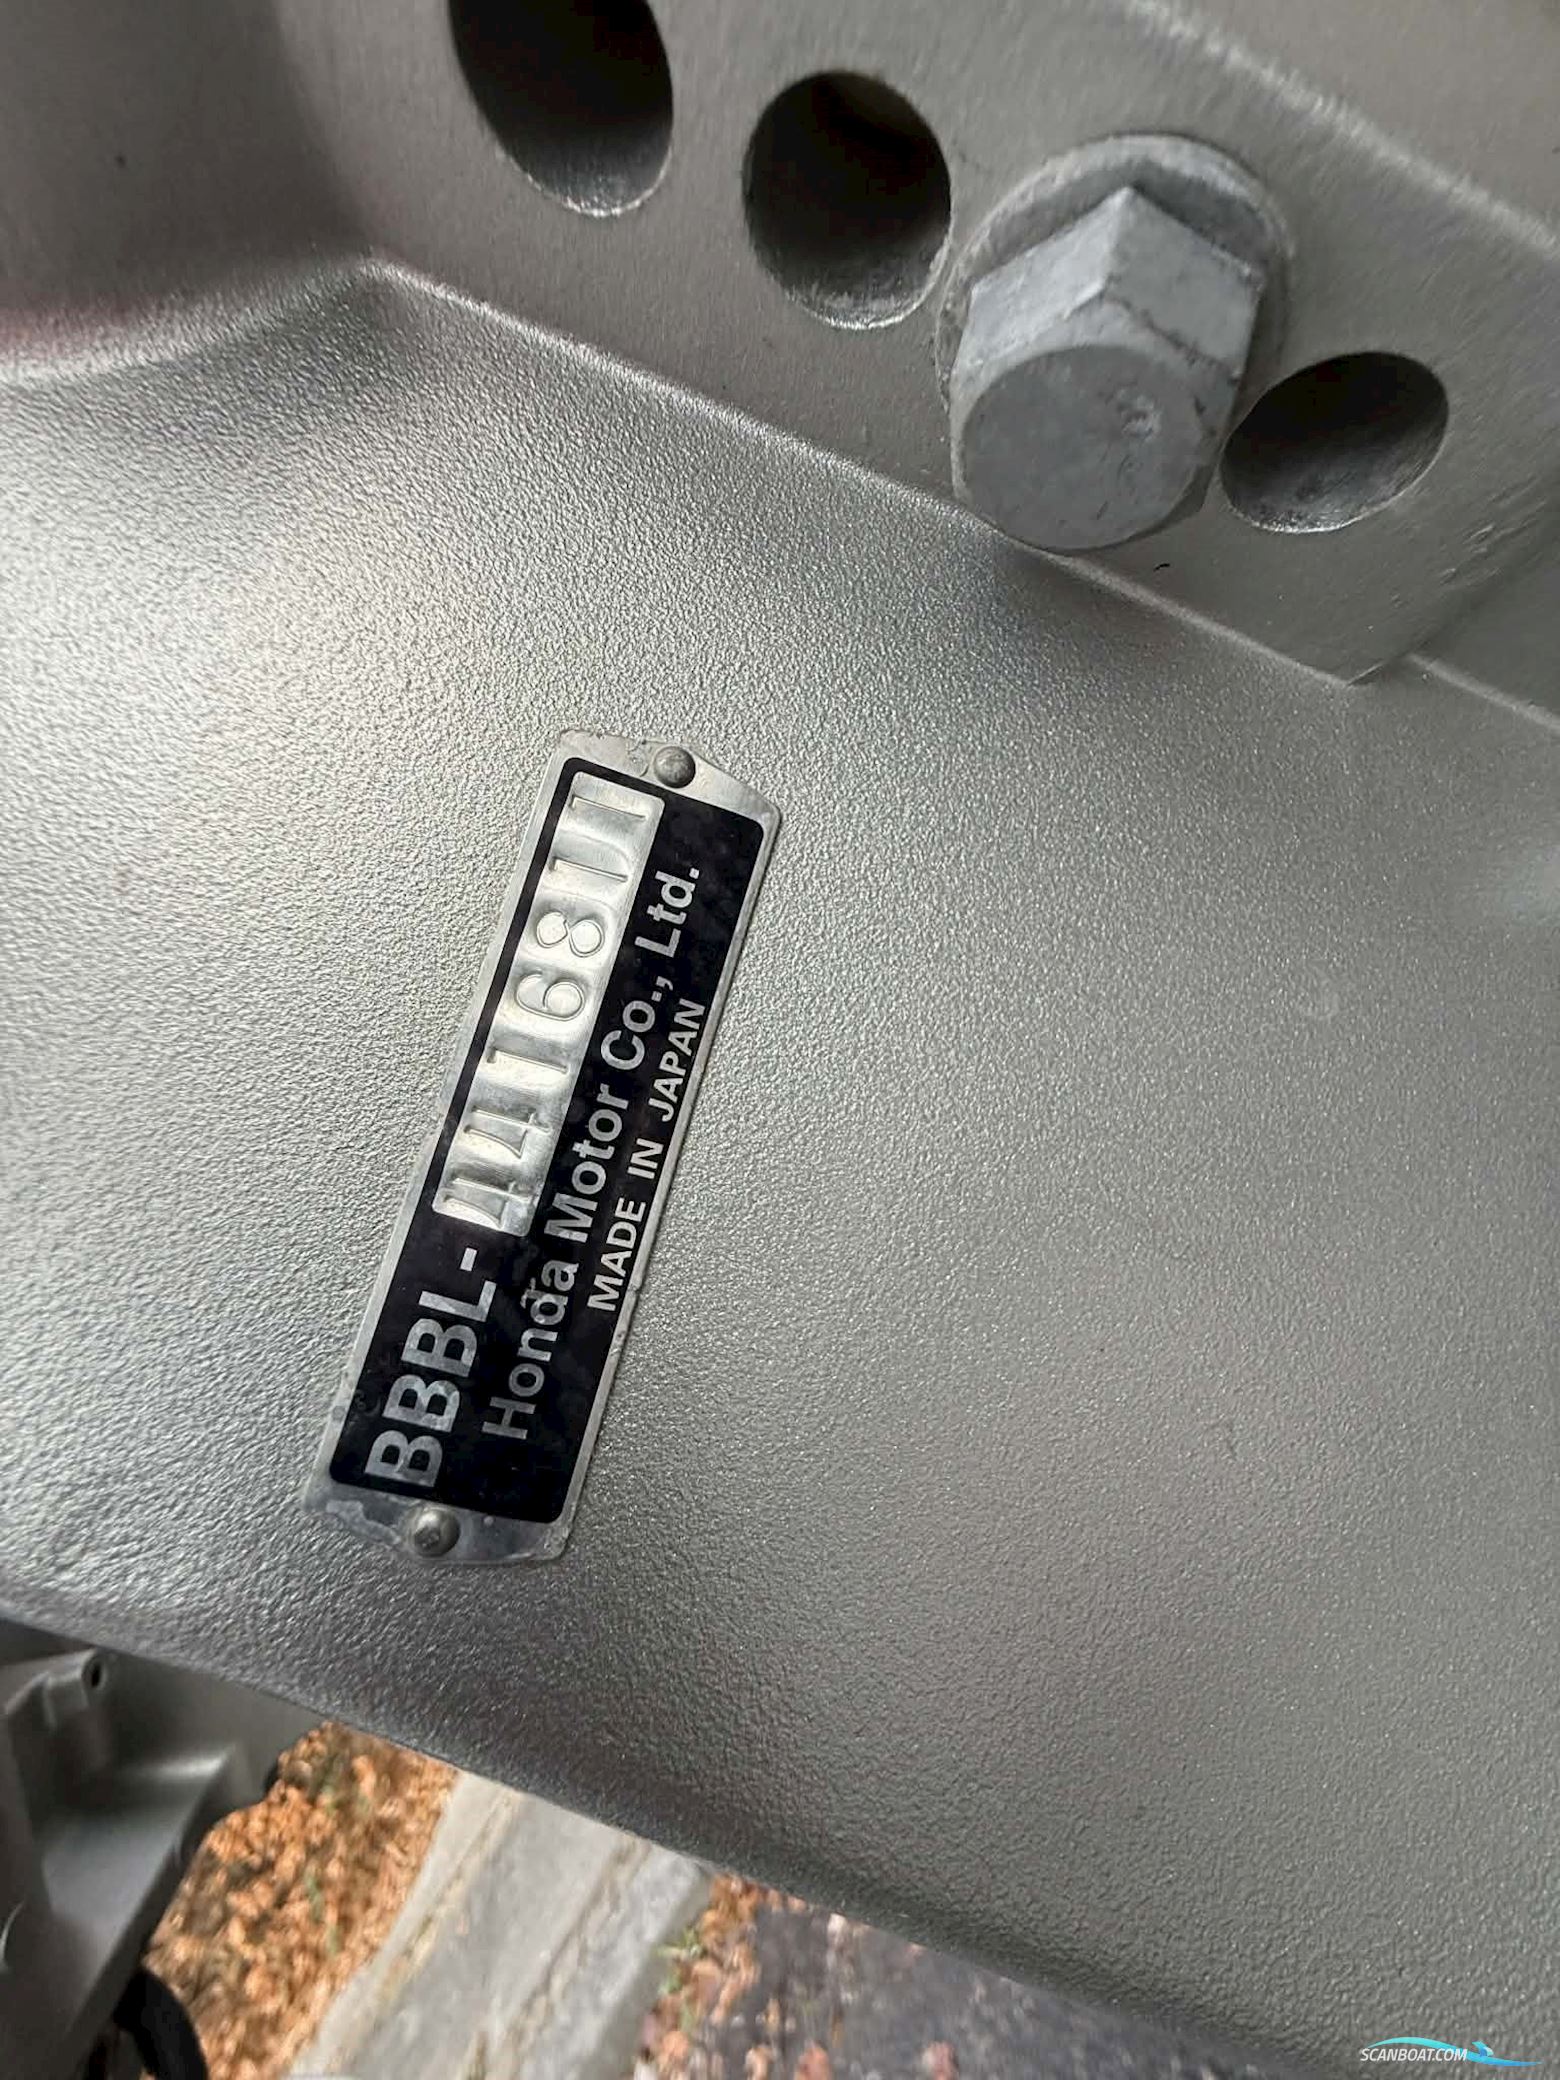 BBBL-4416811
Honda Motor Co., Ltd.
MADE IN JAPAN
SCANBOAT.COM